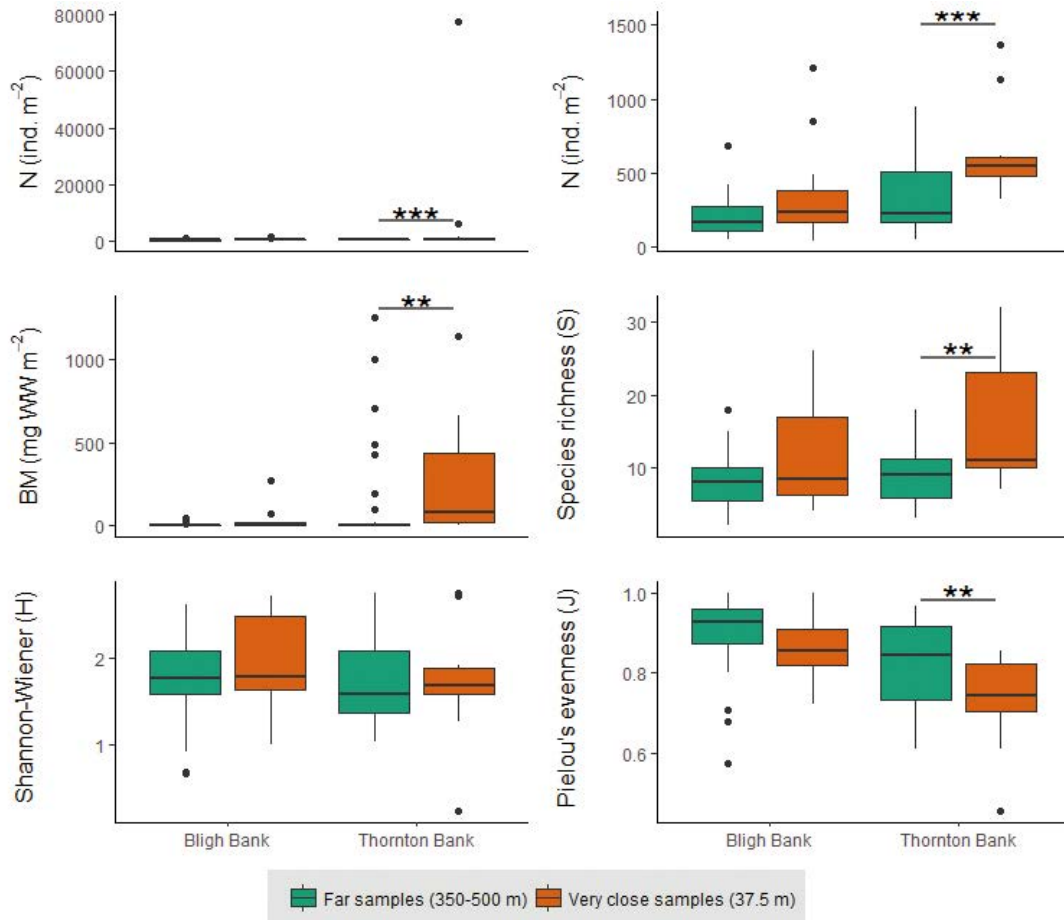 80000
60000
40000
20000
0
N (ind. m⁻²)
***
1500
1000
500
0
N (ind. m⁻²)
***
1000
500
0
BM (mg WW m⁻²)
**
30
20
10
Species richness (S)
**
2
1
Shannon-Wiener (H)
Bligh Bank Thornton Bank
1.0
0.8
0.6
Pielou's evenness (J)
**
Bligh Bank Thornton Bank
Far samples (350-500 m) Very close samples (37.5 m)